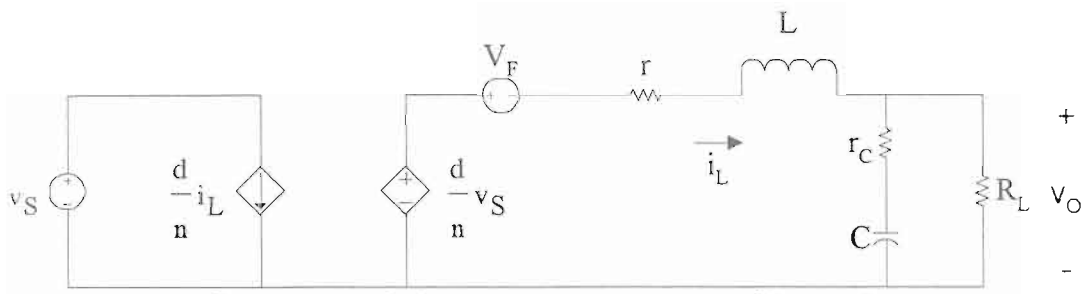 L
V_F
r
+
-
i_L
r_C
C
R_L
+
v_O
-
v_S
+
-
d
n
i_L
+
-
d
n
v_S